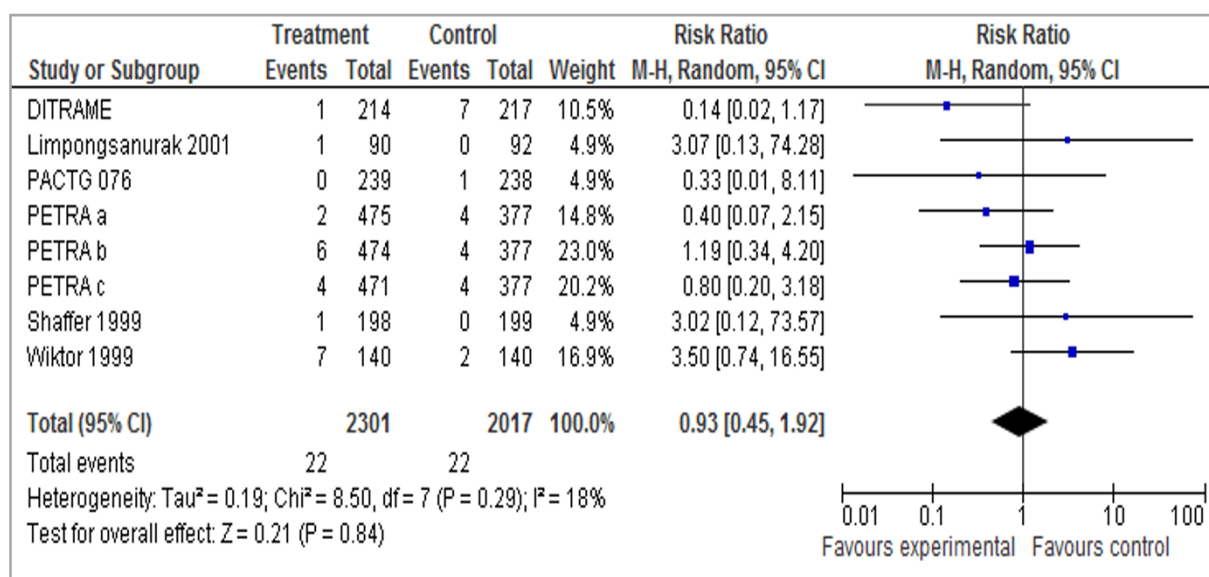 Treatment Control Risk Ratio Risk Ratio
Study or Subgroup Events Total Events Total Weight M-H, Random, 95% CI M-H, Random, 95% CI
DITRAME 1 214 7 217 10.5% 0.14 [0.02, 1.17]
Limpongsanurak 2001 1 90 0 92 4.9% 3.07 [0.13, 74.28]
PACTG 076 0 239 1 238 4.9% 0.33 [0.01, 8.11]
PETRA a 2 475 4 377 14.8% 0.40 [0.07, 2.15]
PETRA b 6 474 4 377 23.0% 1.19 [0.34, 4.20]
PETRA c 4 471 4 377 20.2% 0.80 [0.20, 3.18]
Shaffer 1999 1 198 0 199 4.9% 3.02 [0.12, 73.57]
Wiktor 1999 7 140 2 140 16.9% 3.50 [0.74, 16.55]
Total (95% CI) 2301 2017 100.0% 0.93 [0.45, 1.92]
Total events 22 22
Heterogeneity: Tau² = 0.19; Chi² = 8.50, df = 7 (P = 0.29); I² = 18%
Test for overall effect: Z = 0.21 (P = 0.84)
0.01 0.1 1 10 100
Favours experimental Favours control